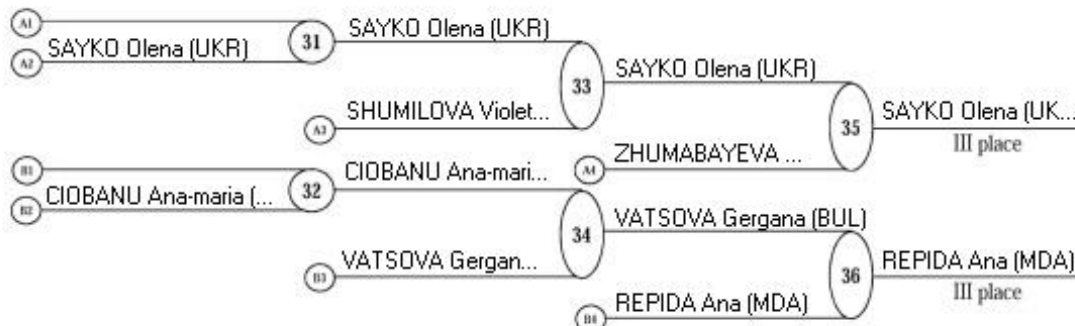 A1
SAYKO Olena (UKR)
A2
31
SAYKO Olena (UKR)
SHUMILOVA Violet...
A3
33
SAYKO Olena (UKR)
ZHUMABAYEVA ...
A4
35
SAYKO Olena (UK...
III place
B1
CIOBANU Ana-maria (...
B2
32
CIOBANU Ana-mari...
VATSOVA Gergan...
B3
34
VATSOVA Gergana (BUL)
REPIDA Ana (MDA)
B4
36
REPIDA Ana (MDA)
III place